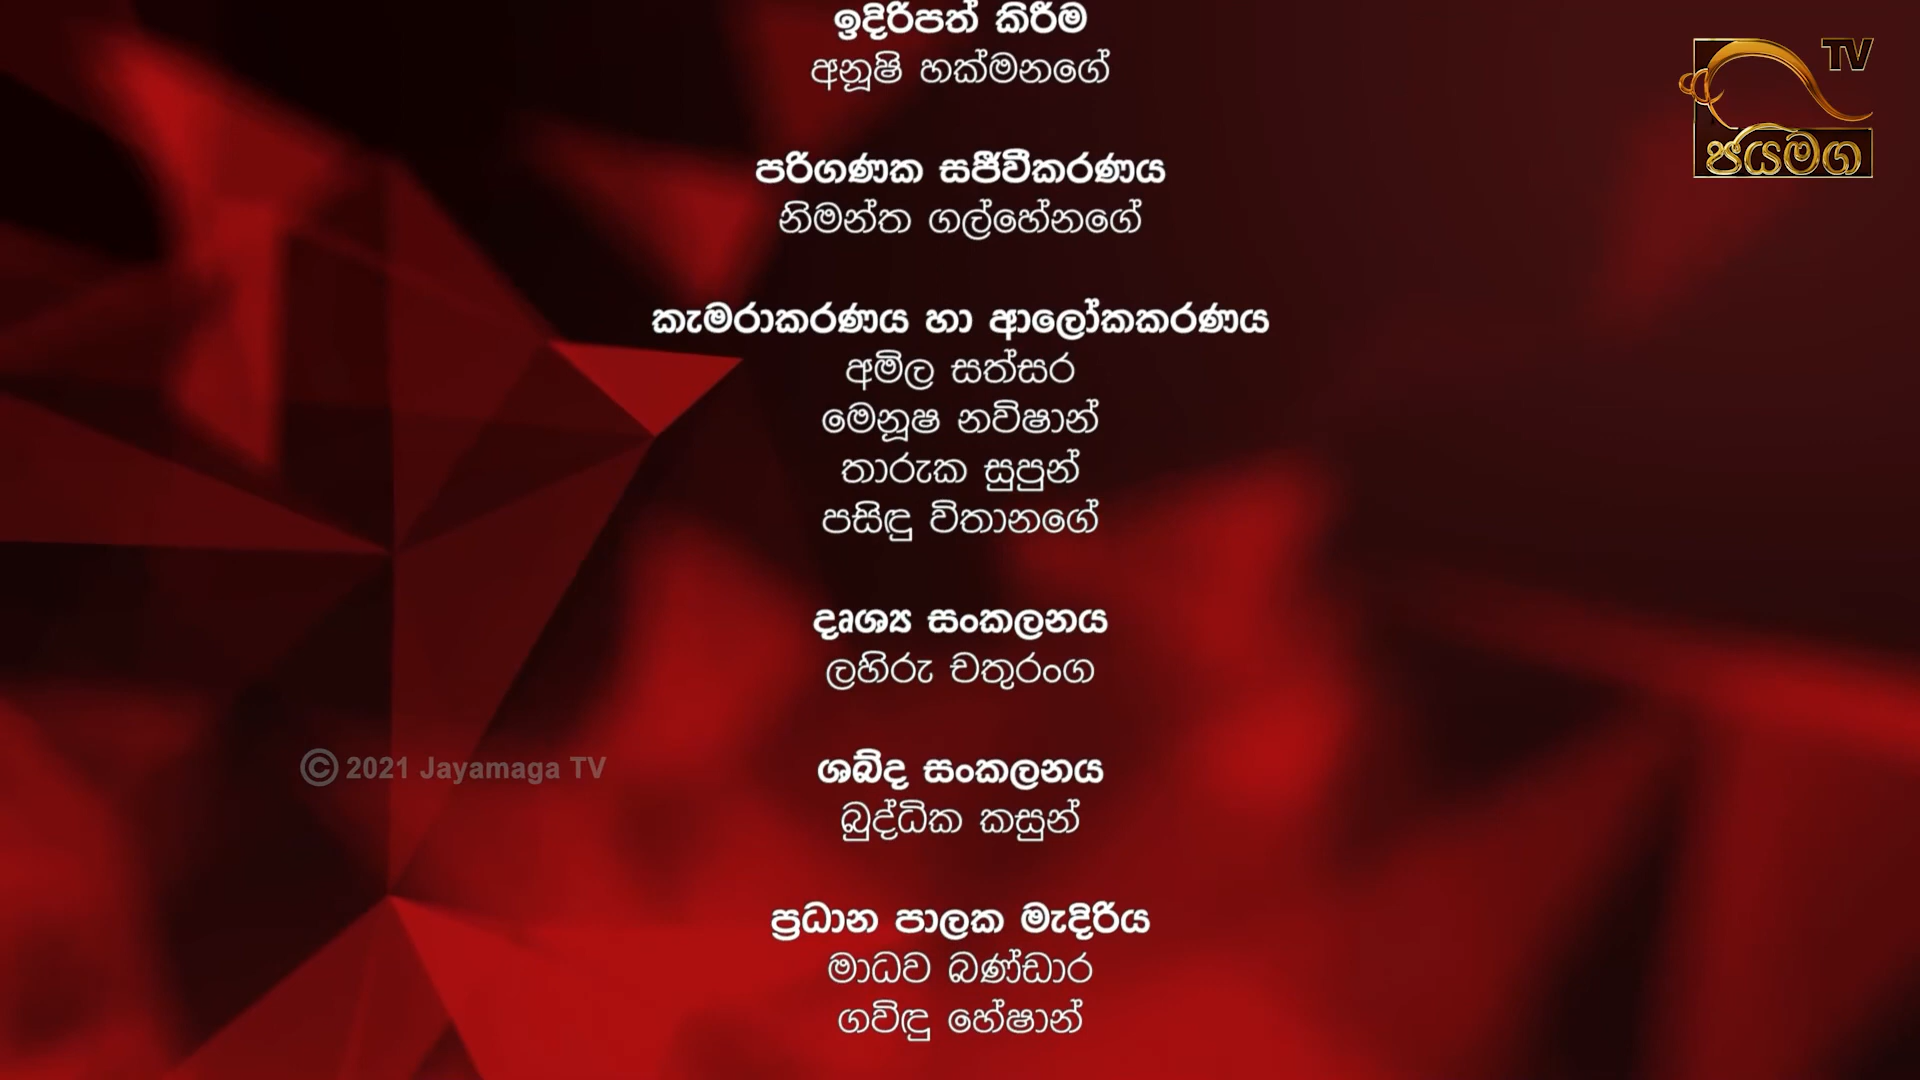 ඉදිරිපත් කිරීම
අනූෂි හක්මනගේ
TV
ජයමග
පරිගණක සජීවීකරණය
නිමන්ත ගල්හේනගේ
කැමරාකරණය හා ආලෝකකරණය
අමිල සත්සර
මෙනූෂ නවිෂාන්
තාරුක සුපුන්
පසිඳු විතානගේ
දෘශ්‍ය සංකලනය
ලහිරු චතුරංග
© 2021 Jayamaga TV
ශබ්ද සංකලනය
බුද්ධික කසුන්
ප්‍රධාන පාලක මැදිරිය
මාධව බණ්ඩාර
ගවිඳු හේෂාන්